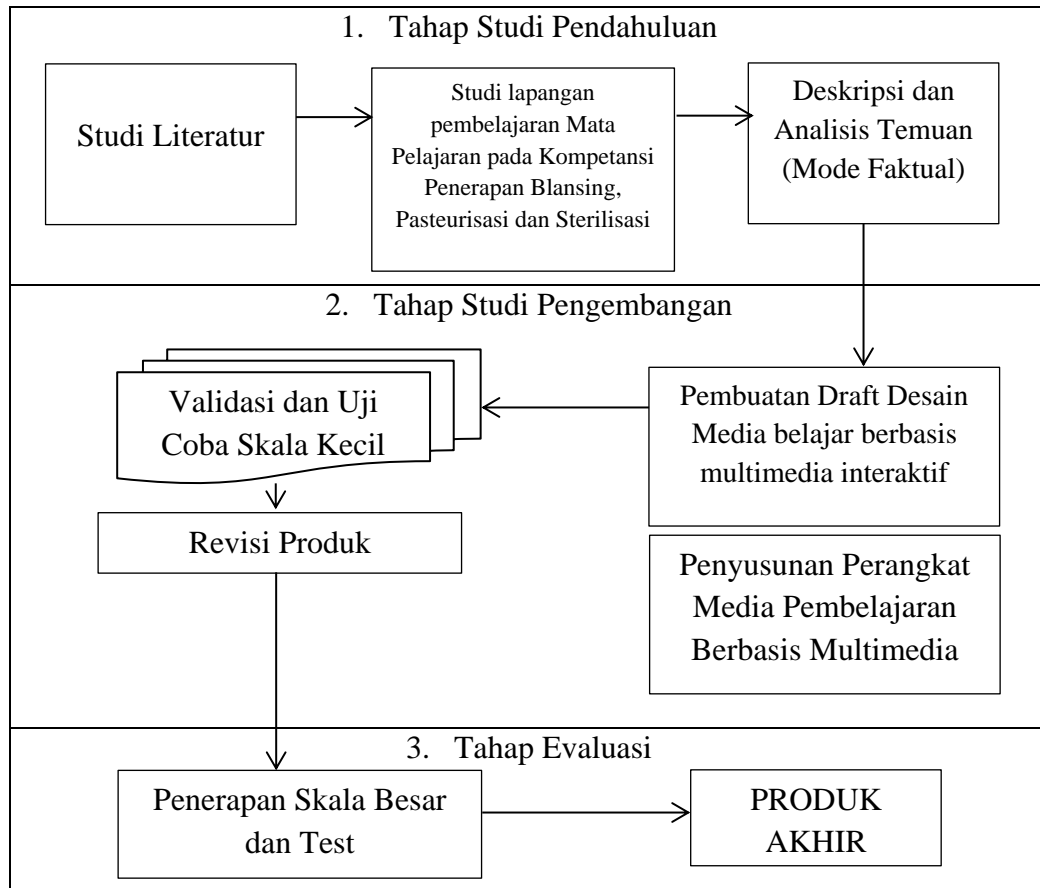 1. Tahap Studi Pendahuluan
Studi Literatur
Studi lapangan
pembelajaran Mata
Pelajaran pada Kompetansi
Penerapan Blansing,
Pasteurisasi dan Sterilisasi
Deskripsi dan
Analisis Temuan
(Mode Faktual)
2. Tahap Studi Pengembangan
Pembuatan Draft Desain
Media belajar berbasis
multimedia interaktif
Penyusunan Perangkat
Media Pembelajaran
Berbasis Multimedia
Validasi dan Uji
Coba Skala Kecil
Revisi Produk
3. Tahap Evaluasi
Penerapan Skala Besar
dan Test
PRODUK
AKHIR